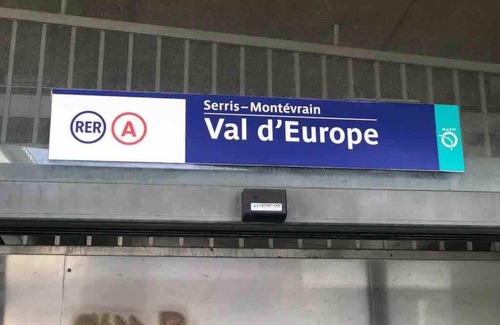 RER A
Serris–Montévrain
Val d'Europe
RATP